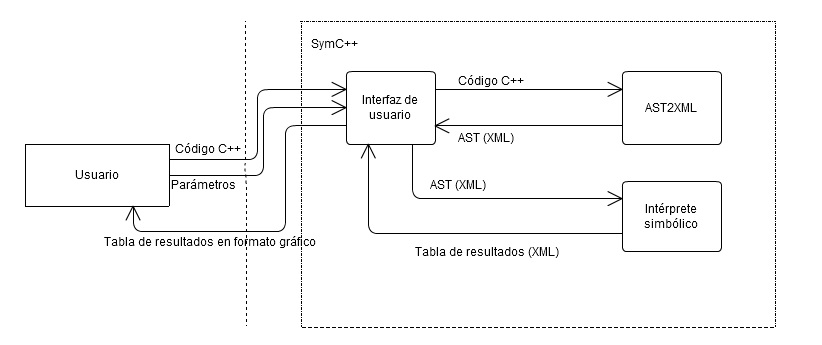 SymC++
Código C++
Interfaz de
usuario
AST2XML
AST (XML)
Código C++
Usuario
Parámetros
AST (XML)
Intérprete
simbólico
Tabla de resultados en formato gráfico
Tabla de resultados (XML)